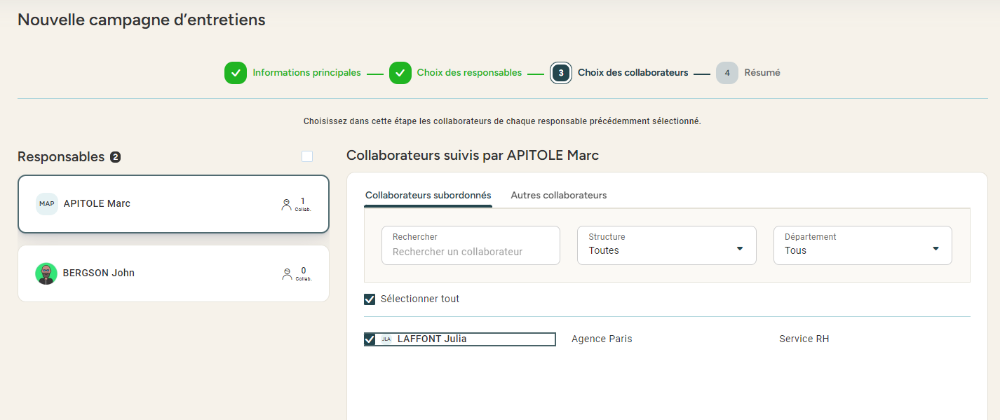 Nouvelle campagne d’entretiens
Informations principales
Choix des responsables
3 Choix des collaborateurs
4 Résumé
Choisissez dans cette étape les collaborateurs de chaque responsable précédemment sélectionné.
Responsables 2
MAP APITOLE Marc 1
Collab.
BERGSON John 0
Collab.
Collaborateurs suivis par APITOLE Marc
Collaborateurs subordonnés Autres collaborateurs
Rechercher Structure Département
Rechercher un collaborateur Toutes Tous
Sélectionner tout
JLA LAFFONT Julia Agence Paris Service RH